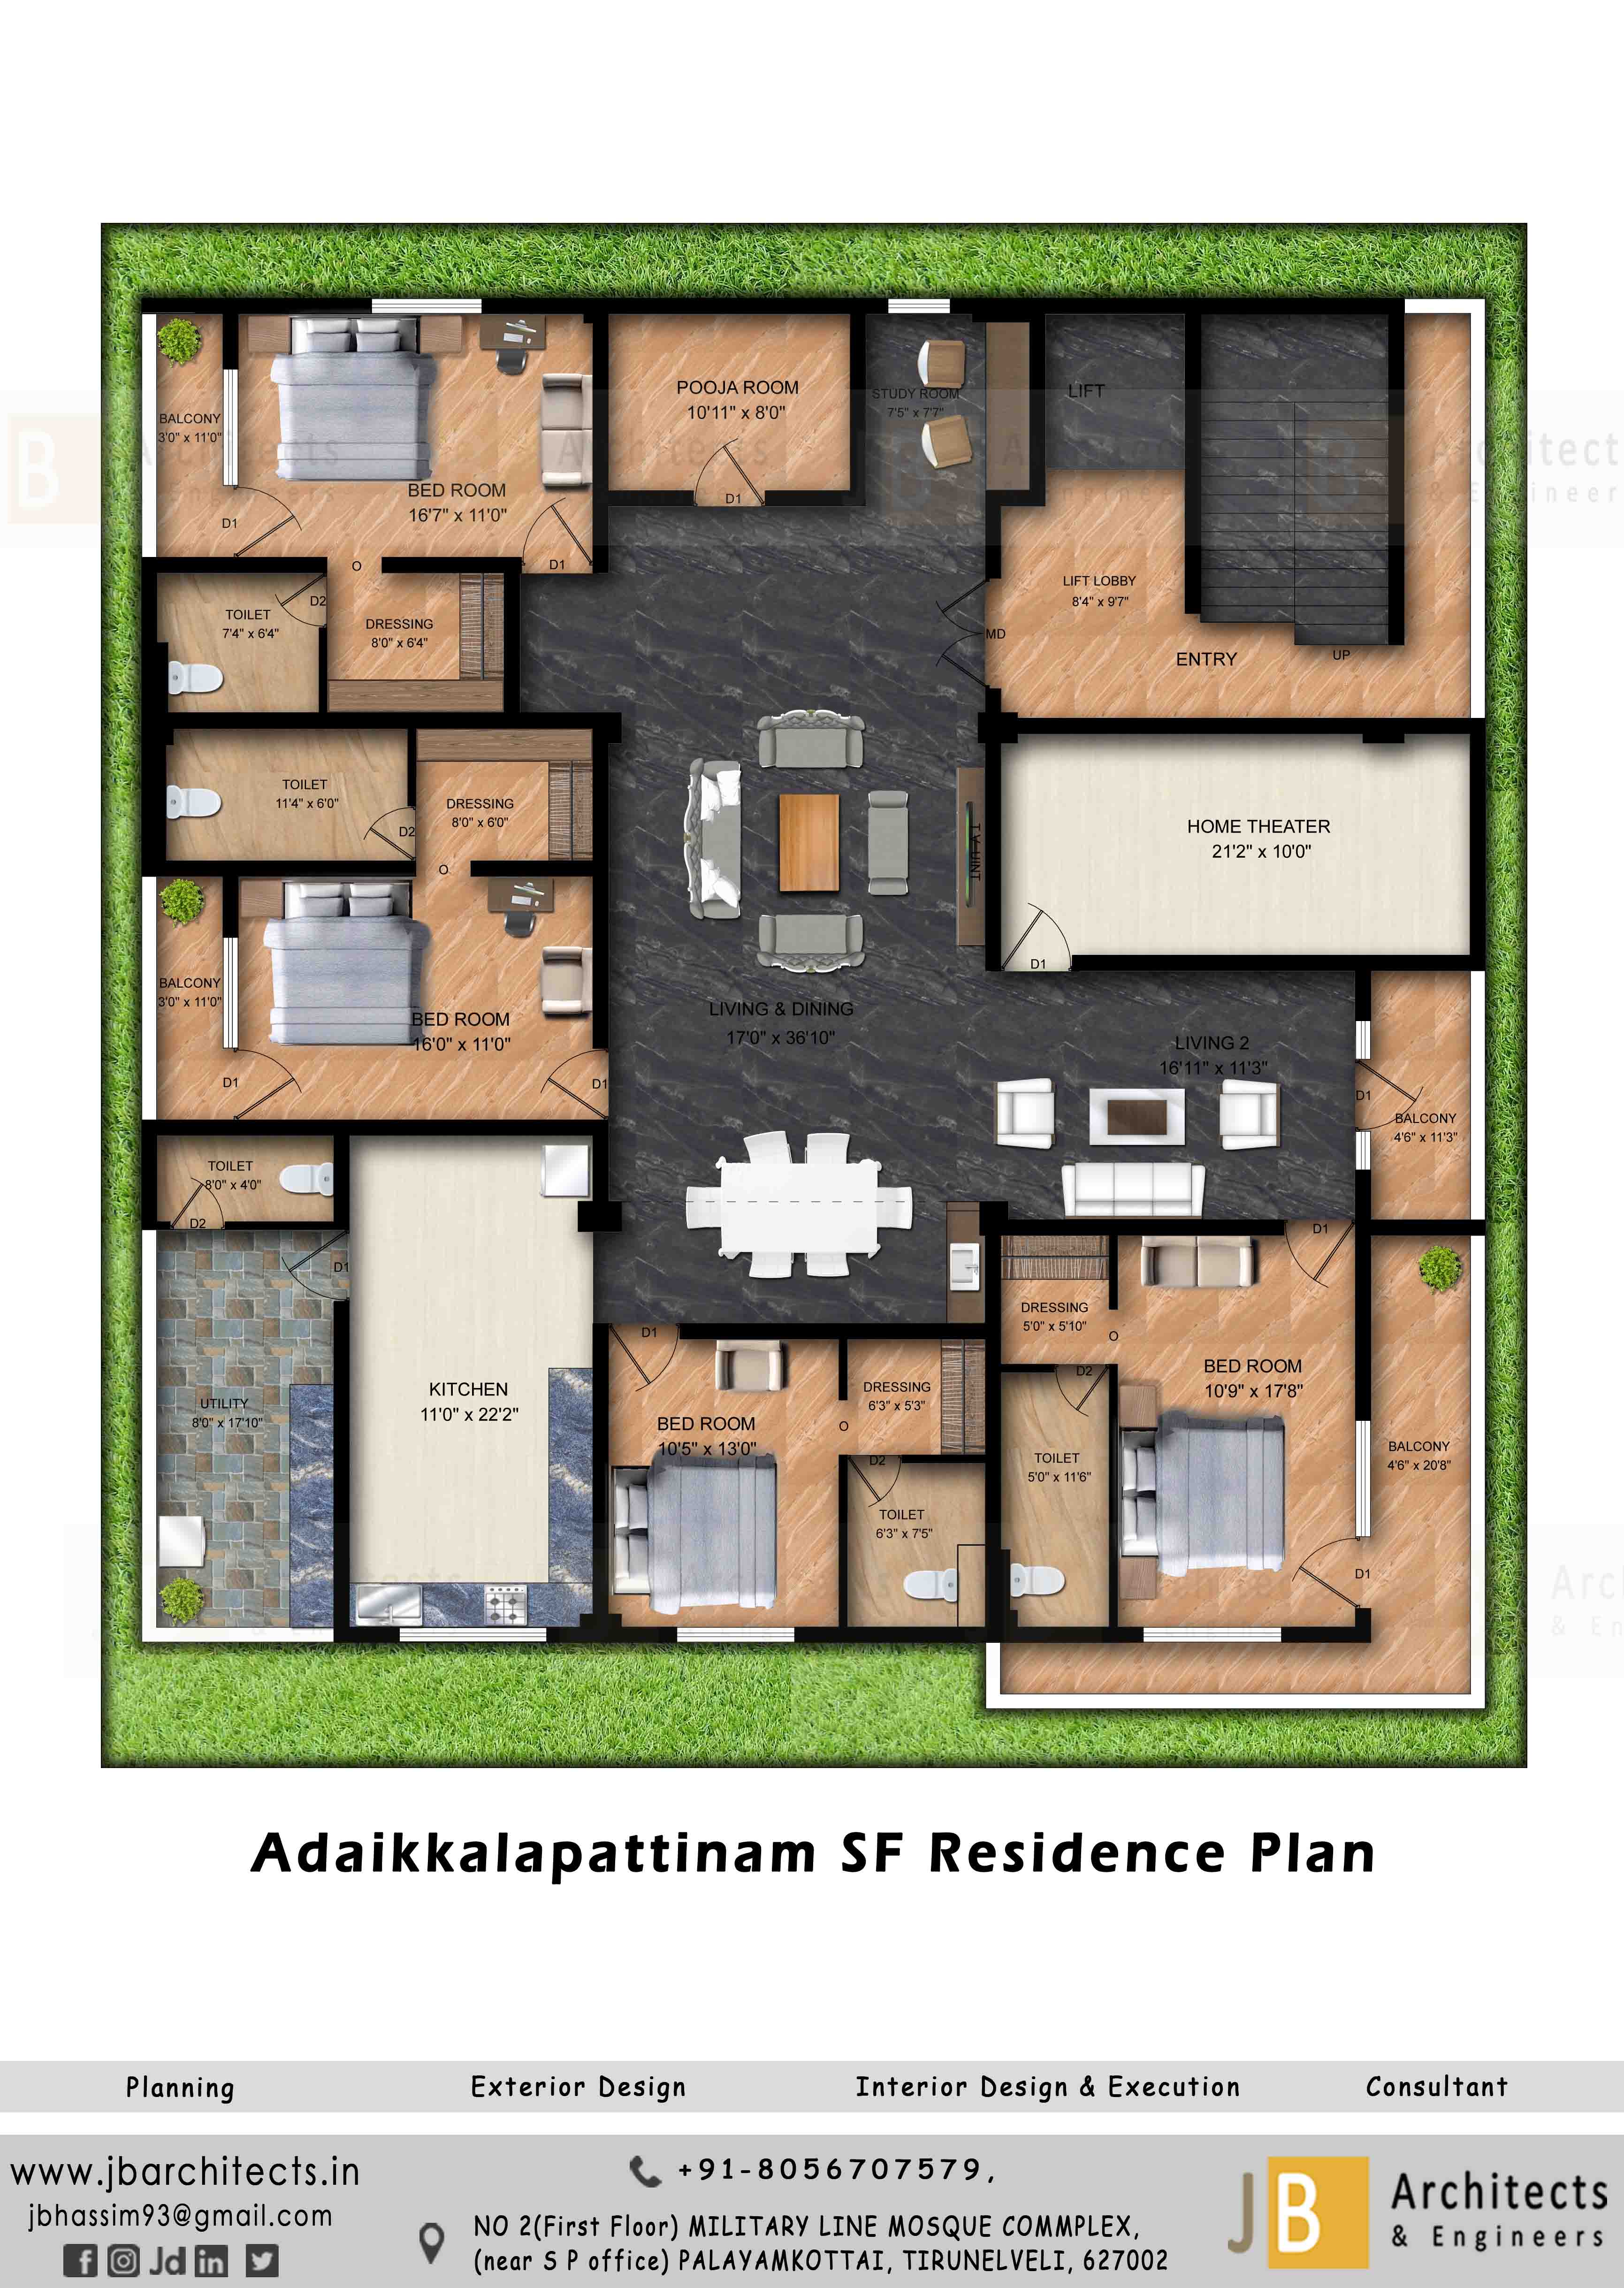 POOJA ROOM
10'11" x 8'0"
D1
STUDY ROOM
7'5" x 7'7"
LIFT
BALCONY
3'0" x 11'0"
BED ROOM
16'7" x 11'0"
D1
D1
O
LIFT LOBBY
8'4" x 9'7"
MD
ENTRY
UP
TOILET
7'4" x 6'4"
D2
DRESSING
8'0" x 6'4"
TOILET
11'4" x 6'0"
D2
DRESSING
8'0" x 6'0"
O
TV UNIT
HOME THEATER
21'2" x 10'0"
D1
BALCONY
3'0" x 11'0"
BED ROOM
16'0" x 11'0"
D1
D1
LIVING & DINING
17'0" x 36'10"
LIVING 2
16'11" x 11'3"
D1
BALCONY
4'6" x 11'3"
TOILET
8'0" x 4'0"
D2
D1
UTILITY
8'0" x 17'10"
KITCHEN
11'0" x 22'2"
D1
BED ROOM
10'5" x 13'0"
DRESSING
6'3" x 5'3"
O
D2
TOILET
6'3" x 7'5"
DRESSING
5'0" x 5'10"
O
D2
TOILET
5'0" x 11'6"
D1
BED ROOM
10'9" x 17'8"
D1
BALCONY
4'6" x 20'8"
Adaikkalapattinam SF Residence Plan
Planning
Exterior Design
Interior Design & Execution
Consultant
www.jbarchitects.in
jbhassim93@gmail.com
+91-8056707579,
NO 2(First Floor) MILITARY LINE MOSQUE COMMPLEX,
(near S P office) PALAYAMKOTTAI, TIRUNELVELI, 627002
JB
Architects
& Engineers